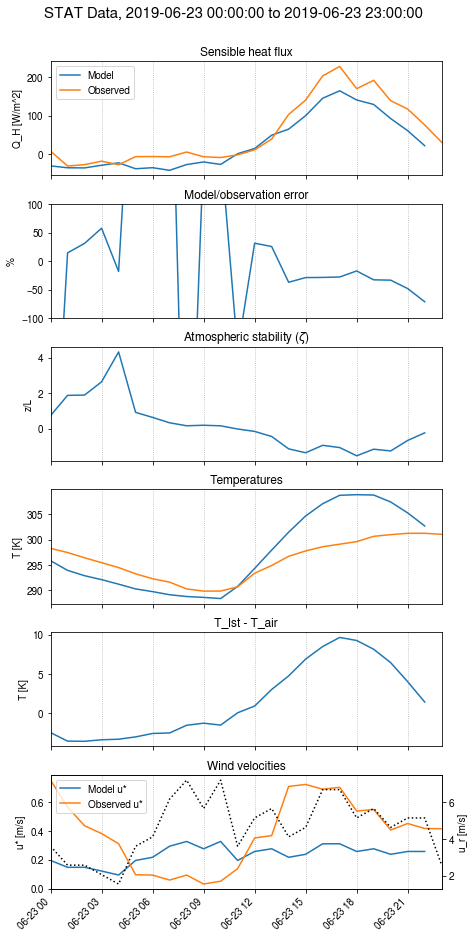 STAT Data, 2019-06-23 00:00:00 to 2019-06-23 23:00:00
Sensible heat flux
Q_H [W/m^2]
200
100
0
Model
Observed
Model/observation error
%
100
50
0
−50
−100
Atmospheric stability (ζ)
z/L
4
2
0
Temperatures
T [K]
305
300
295
290
T_lst - T_air
T [K]
10
5
0
Wind velocities
u* [m/s]
0.6
0.4
0.2
0.0
Model u*
Observed u*
6
4
2
u_r [m/s]
06-23 00
06-23 03
06-23 06
06-23 09
06-23 12
06-23 15
06-23 18
06-23 21